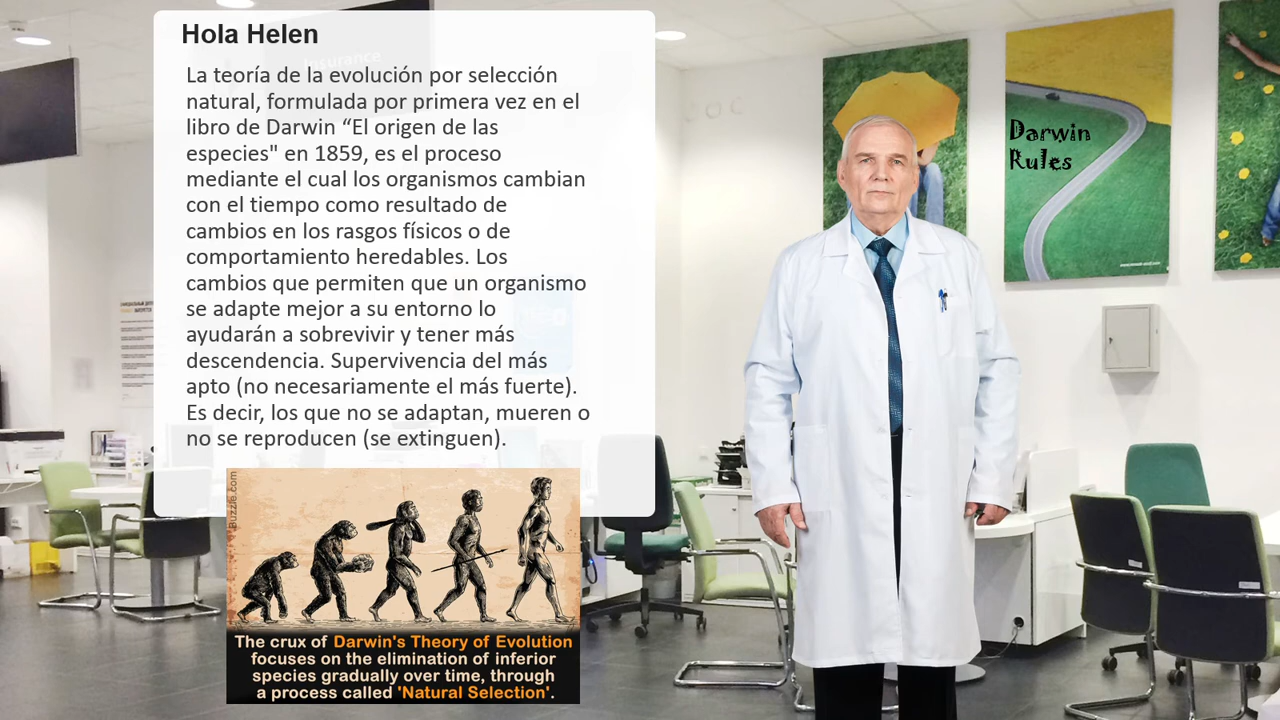 Hola Helen
Insurance
La teoría de la evolución por selección
natural, formulada por primera vez en el
libro de Darwin “El origen de las
especies" en 1859, es el proceso
mediante el cual los organismos cambian
con el tiempo como resultado de
cambios en los rasgos físicos o de
comportamiento heredables. Los
cambios que permiten que un organismo
se adapte mejor a su entorno lo
ayudarán a sobrevivir y tener más
descendencia. Supervivencia del más
apto (no necesariamente el más fuerte).
Es decir, los que no se adaptan, mueren o
no se reproducen (se extinguen).
Buzzle.com
The crux of Darwin's Theory of Evolution
focuses on the elimination of inferior
species gradually over time, through
a process called 'Natural Selection'.
Darwin
Rules